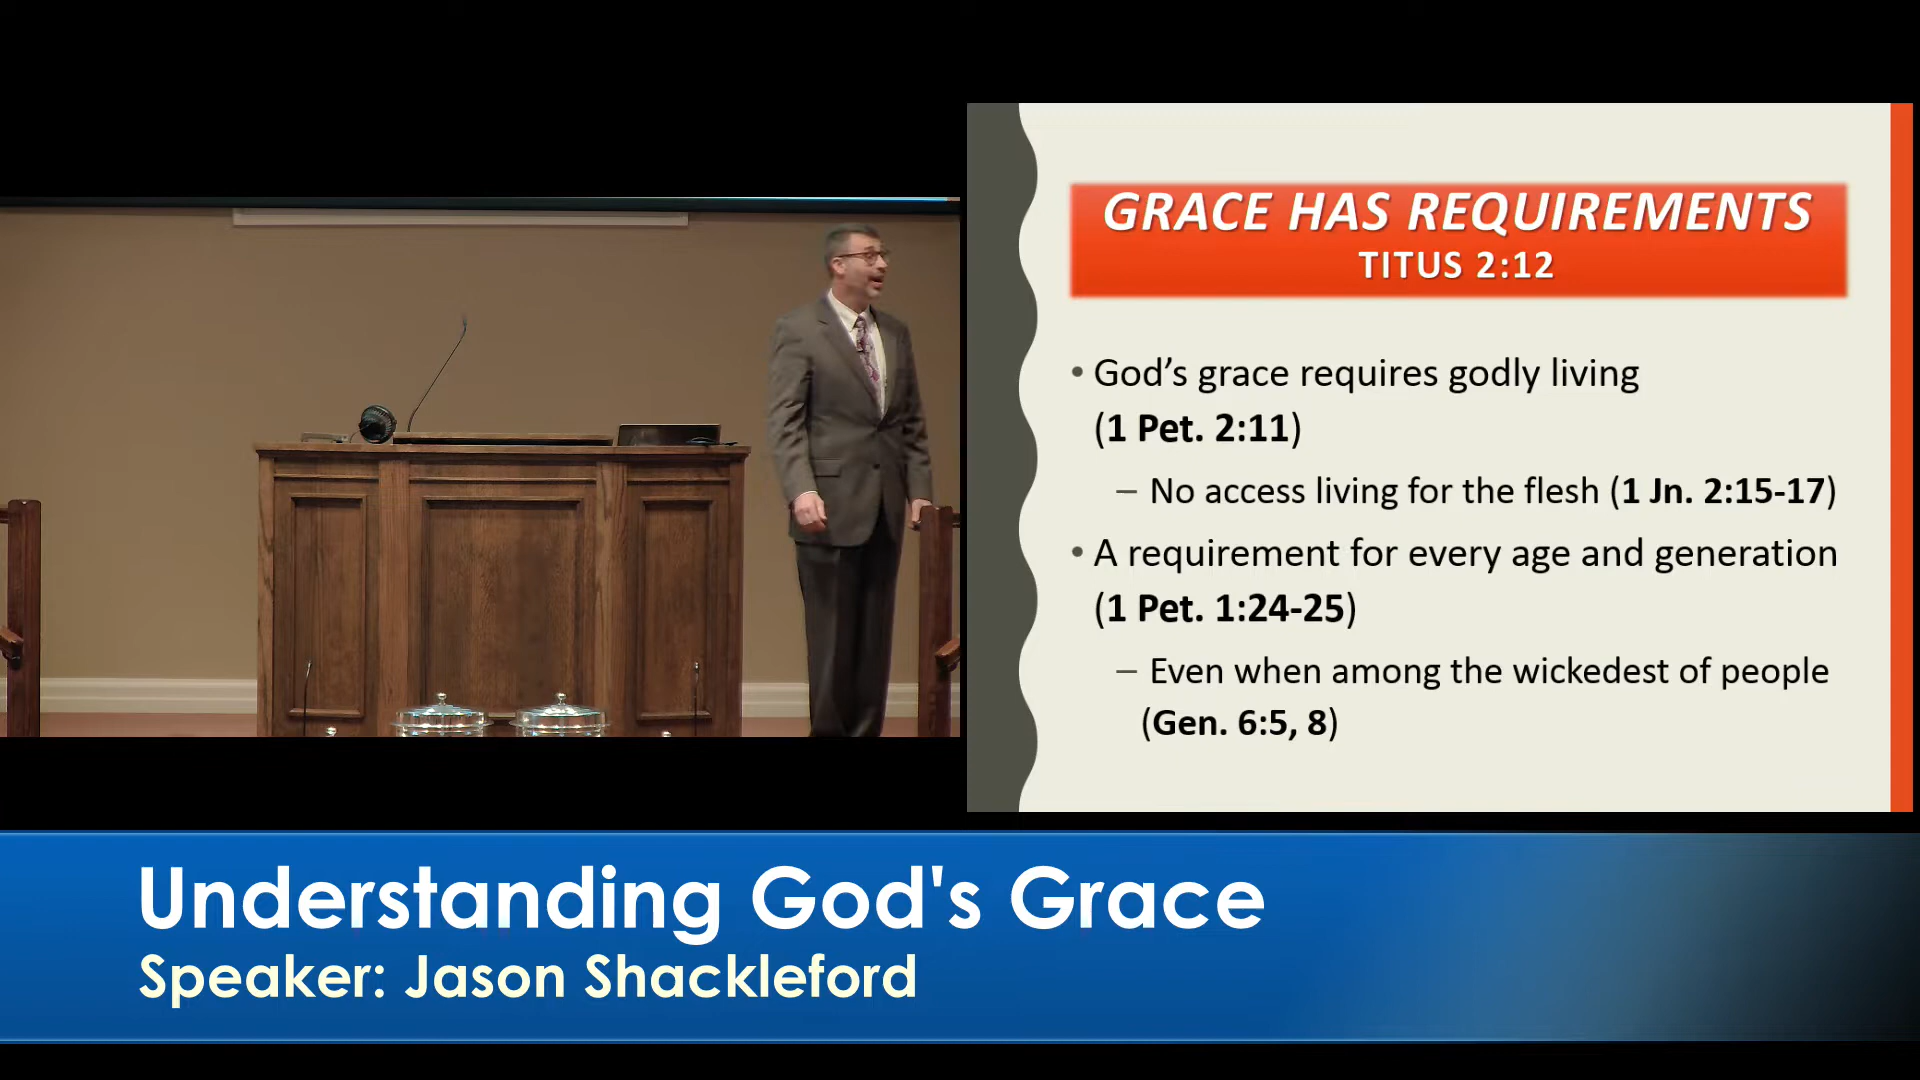 GRACE HAS REQUIREMENTS
TITUS 2:12
• God’s grace requires godly living
(1 Pet. 2:11)
– No access living for the flesh (1 Jn. 2:15-17)
• A requirement for every age and generation
(1 Pet. 1:24-25)
– Even when among the wickedest of people
(Gen. 6:5, 8)
Understanding God's Grace
Speaker: Jason Shackleford